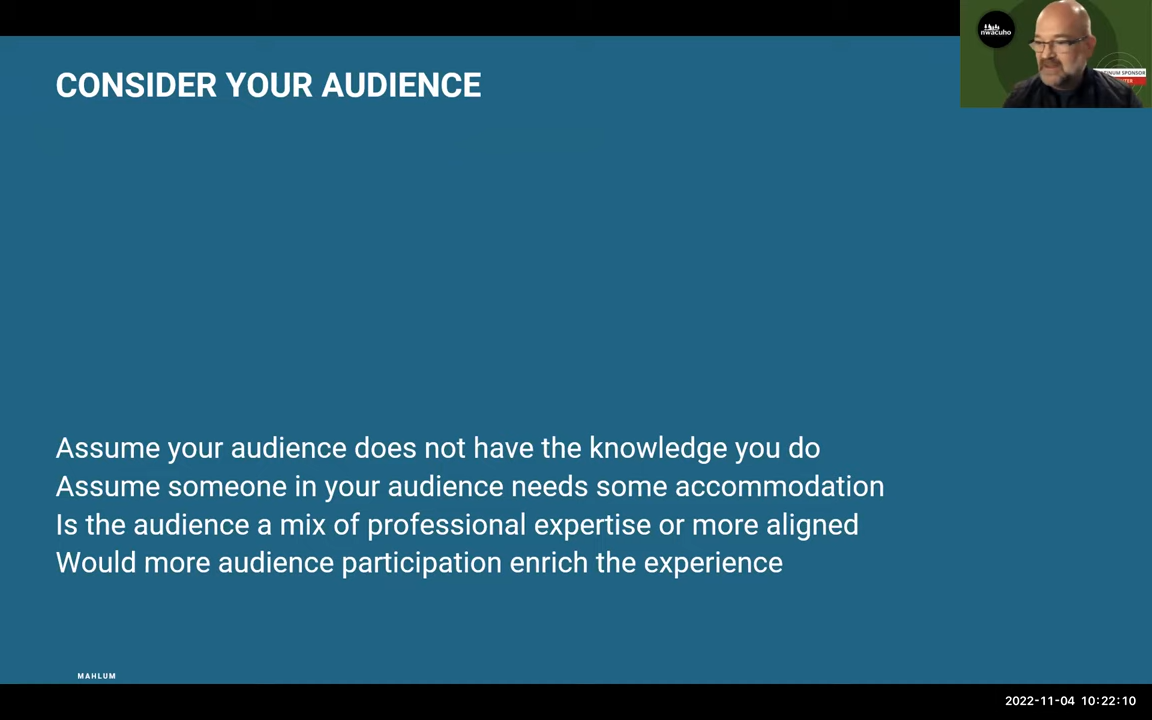 CONSIDER YOUR AUDIENCE
nwacuho
SPONSOR
Assume your audience does not have the knowledge you do
Assume someone in your audience needs some accommodation
Is the audience a mix of professional expertise or more aligned
Would more audience participation enrich the experience
MAHLUM
2022-11-04 10:22:10